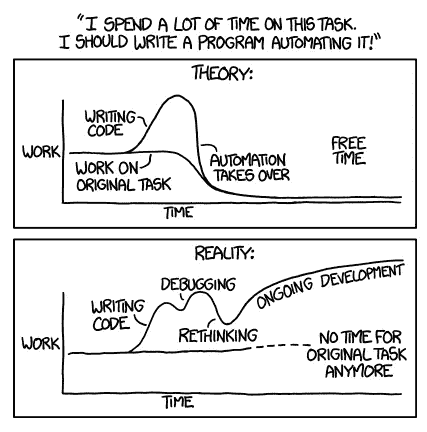 "I SPEND A LOT OF TIME ON THIS TASK.
I SHOULD WRITE A PROGRAM AUTOMATING IT!"
THEORY:
WRITING
CODE
WORK
WORK ON
ORIGINAL TASK
AUTOMATION
TAKES OVER
FREE
TIME
TIME
REALITY:
WRITING
CODE
DEBUGGING
RETHINKING
ONGOING DEVELOPMENT
WORK
NO TIME FOR
ORIGINAL TASK
ANYMORE
TIME